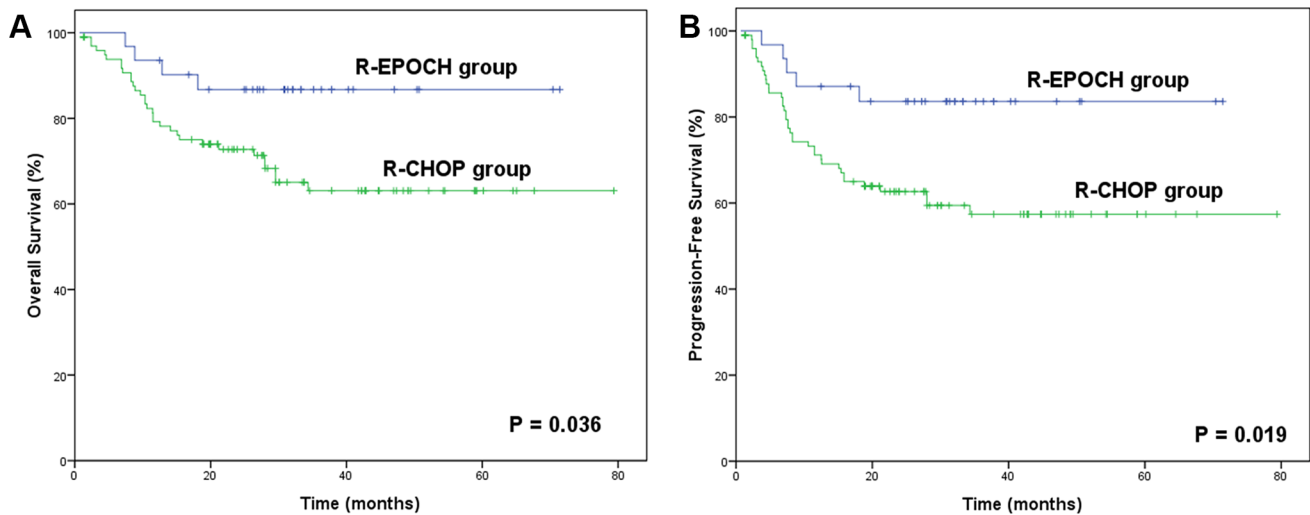 A
Overall Survival (%)
100
80
60
40
20
0
R-EPOCH group
R-CHOP group
P = 0.036
0 20 40 60 80
Time (months)
B
Progression-Free Survival (%)
100
80
60
40
20
0
R-EPOCH group
R-CHOP group
P = 0.019
0 20 40 60 80
Time (months)